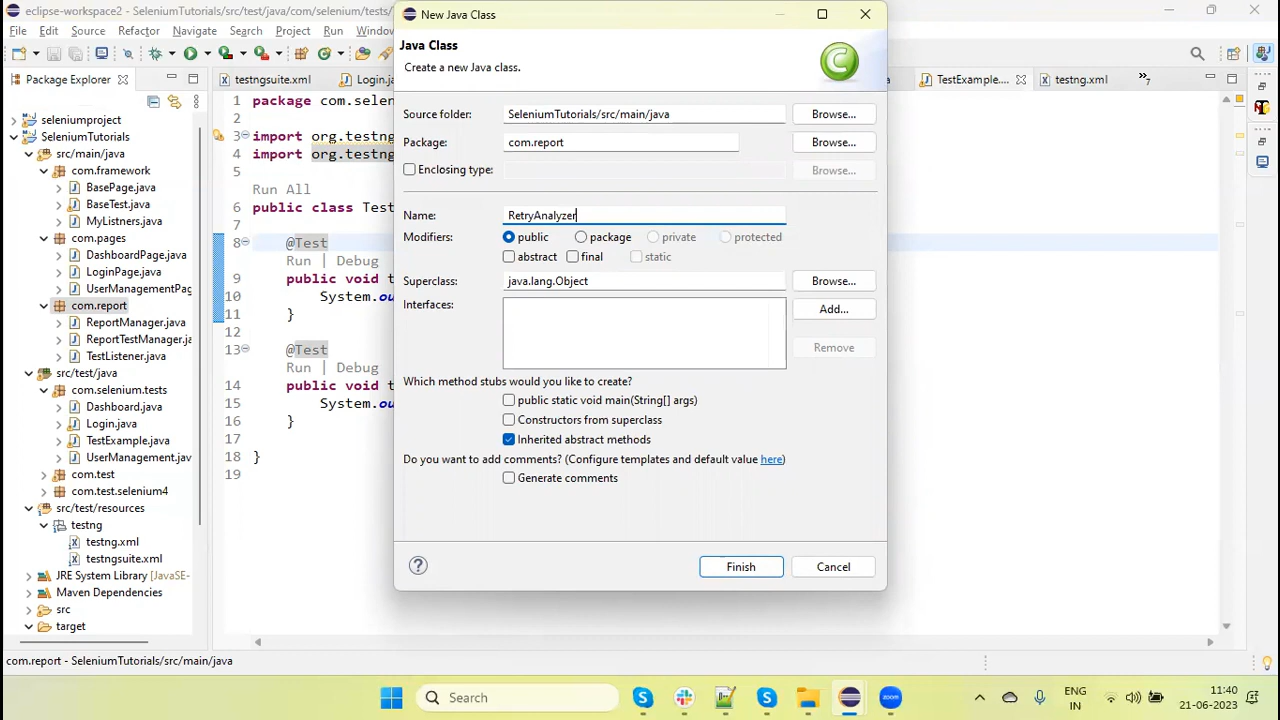 eclipse-workspace2 - SeleniumTutorials/src/test/java/com/selenium/tests/
New Java Class
File Edit Source Refactor Navigate Search Project Run Window
Java Class
Create a new Java class.
Package Explorer
testngsuite.xml
Login.j
TestExample....
testng.xml
7
Source folder:
SeleniumTutorials/src/main/java
Browse...
Package:
com.report
Browse...
Enclosing type:
Browse...
Name:
RetryAnalyzer
Modifiers:
public
package
private
protected
abstract
final
static
Superclass:
java.lang.Object
Browse...
Interfaces:
Add...
Remove
Which method stubs would you like to create?
public static void main(String[] args)
Constructors from superclass
Inherited abstract methods
Do you want to add comments? (Configure templates and default value here)
Generate comments
Finish
Cancel
seleniumproject
SeleniumTutorials
src/main/java
com.framework
BasePage.java
BaseTest.java
MyListners.java
com.pages
DashboardPage.java
LoginPage.java
UserManagementPag
com.report
ReportManager.java
ReportTestManager.ja
TestListener.java
src/test/java
com.selenium.tests
Dashboard.java
Login.java
TestExample.java
UserManagement.jav
com.test
com.test.selenium4
src/test/resources
testng
testng.xml
testngsuite.xml
JRE System Library [JavaSE-
Maven Dependencies
src
target
1 package com.selen
2
3 import org.testng
4 import org.testng
5
Run All
6 public class Test
7
8 @Test
Run | Debug
9 public void t
10 System.ou
11 }
12
13 @Test
Run | Debug
14 public void t
15 System.ou
16 }
17
18 }
19
com.report - SeleniumTutorials/src/main/java
Search
ENG
IN
11:40
21-06-2023